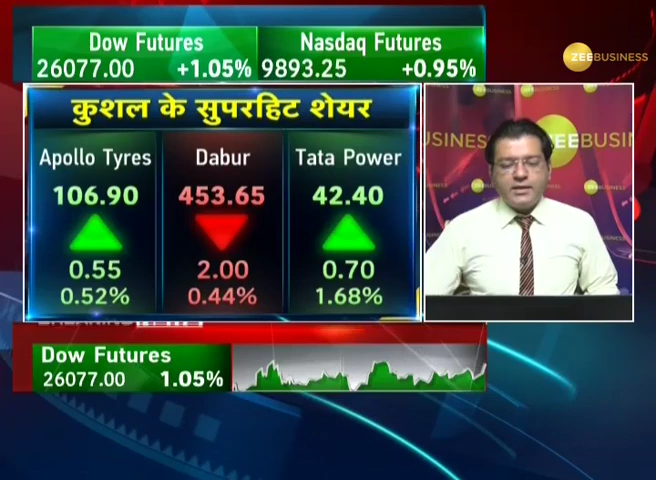 Dow Futures
26077.00 +1.05%
Nasdaq Futures
9893.25 +0.95%
ZEEBUSINESS
कुशल के सुपरहिट शेयर
Apollo Tyres
106.90
0.55
0.52%
Dabur
453.65
2.00
0.44%
Tata Power
42.40
0.70
1.68%
USINESS
ZEEBUSIN
Dow Futures
26077.00 1.05%